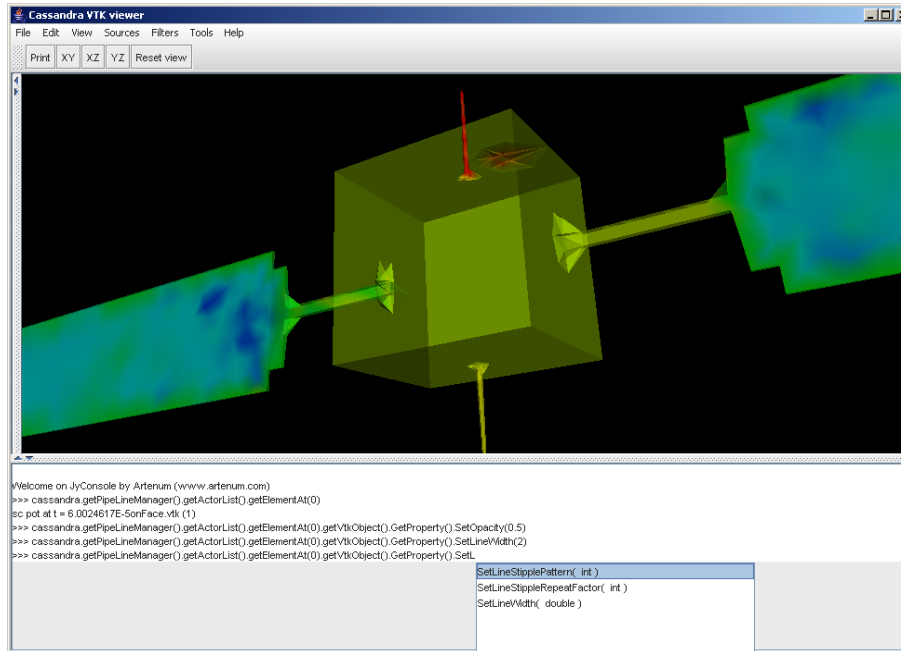 Cassandra VTK viewer
File Edit View Sources Filters Tools Help
Print XY XZ YZ Reset view
Welcome on JyConsole by Artenum (www.artenum.com)
>>> cassandra.getPipeLineManager().getActorList().getElementAt(0)
sc pot at t = 6.0024617E-5onFace.vtk (1)
>>> cassandra.getPipeLineManager().getActorList().getElementAt(0).getVtkObject().GetProperty().SetOpacity(0.5)
>>> cassandra.getPipeLineManager().getActorList().getElementAt(0).getVtkObject().GetProperty().SetLineWidth(2)
>>> cassandra.getPipeLineManager().getActorList().getElementAt(0).getVtkObject().GetProperty().SetL
SetLineStipplePattern( int )
SetLineStippleRepeatFactor( int )
SetLineWidth( double )